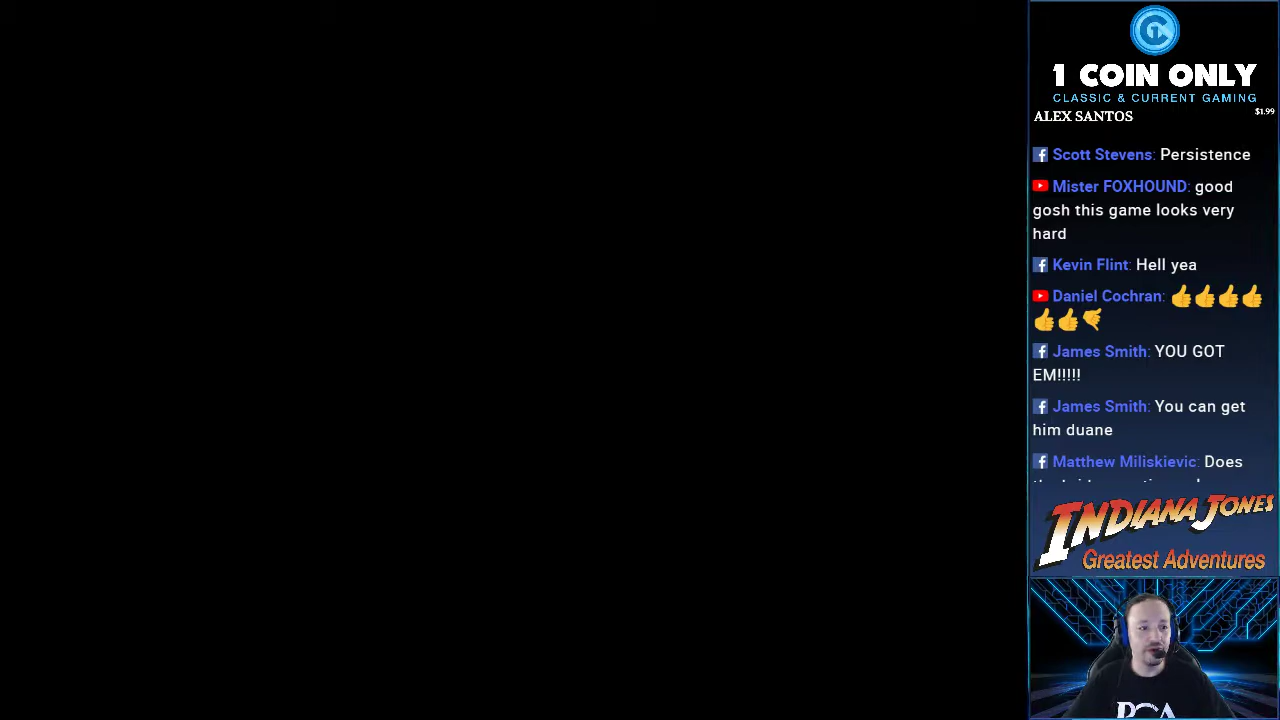 1 COIN ONLY
CLASSIC & CURRENT GAMING
ALEX SANTOS $1.99
Scott Stevens: Persistence
Mister FOXHOUND: good
gosh this game looks very
hard
Kevin Flint: Hell yea
Daniel Cochran: 👍👍👍👍
👍👍🤙
James Smith: YOU GOT
EM!!!!!
James Smith: You can get
him duane
Matthew Miliskievic: Does
INDIANA JONES
Greatest Adventures